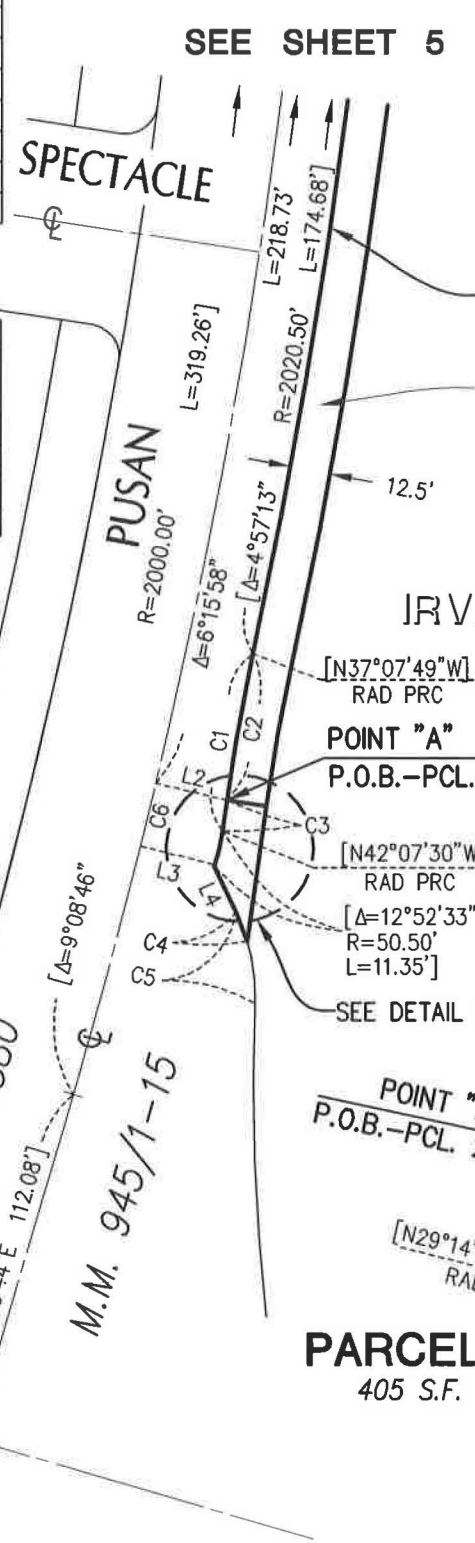 SEE SHEET 5
SPECTACLE
℄
L=218.73'
L=174.68']
L=319.26']
R=2020.50'
PUSAN
R=2000.00'
12.5'
Δ=6°15'58"
[Δ=4°57'13"
[N37°07'49"W]
RAD PRC
C1
C2
POINT "A"
P.O.B.-PCL.
L2
C6
C3
L3
[N42°07'30"W
RAD PRC
L4
[Δ=12°52'33"
R=50.50'
L=11.35']
C4
C5
[Δ=9°08'46"
SEE DETAIL
℄
POINT "
P.O.B.-PCL.
M.M. 945/1-15
E 112.08']
[N29°14'
PARCEL
405 S.F.